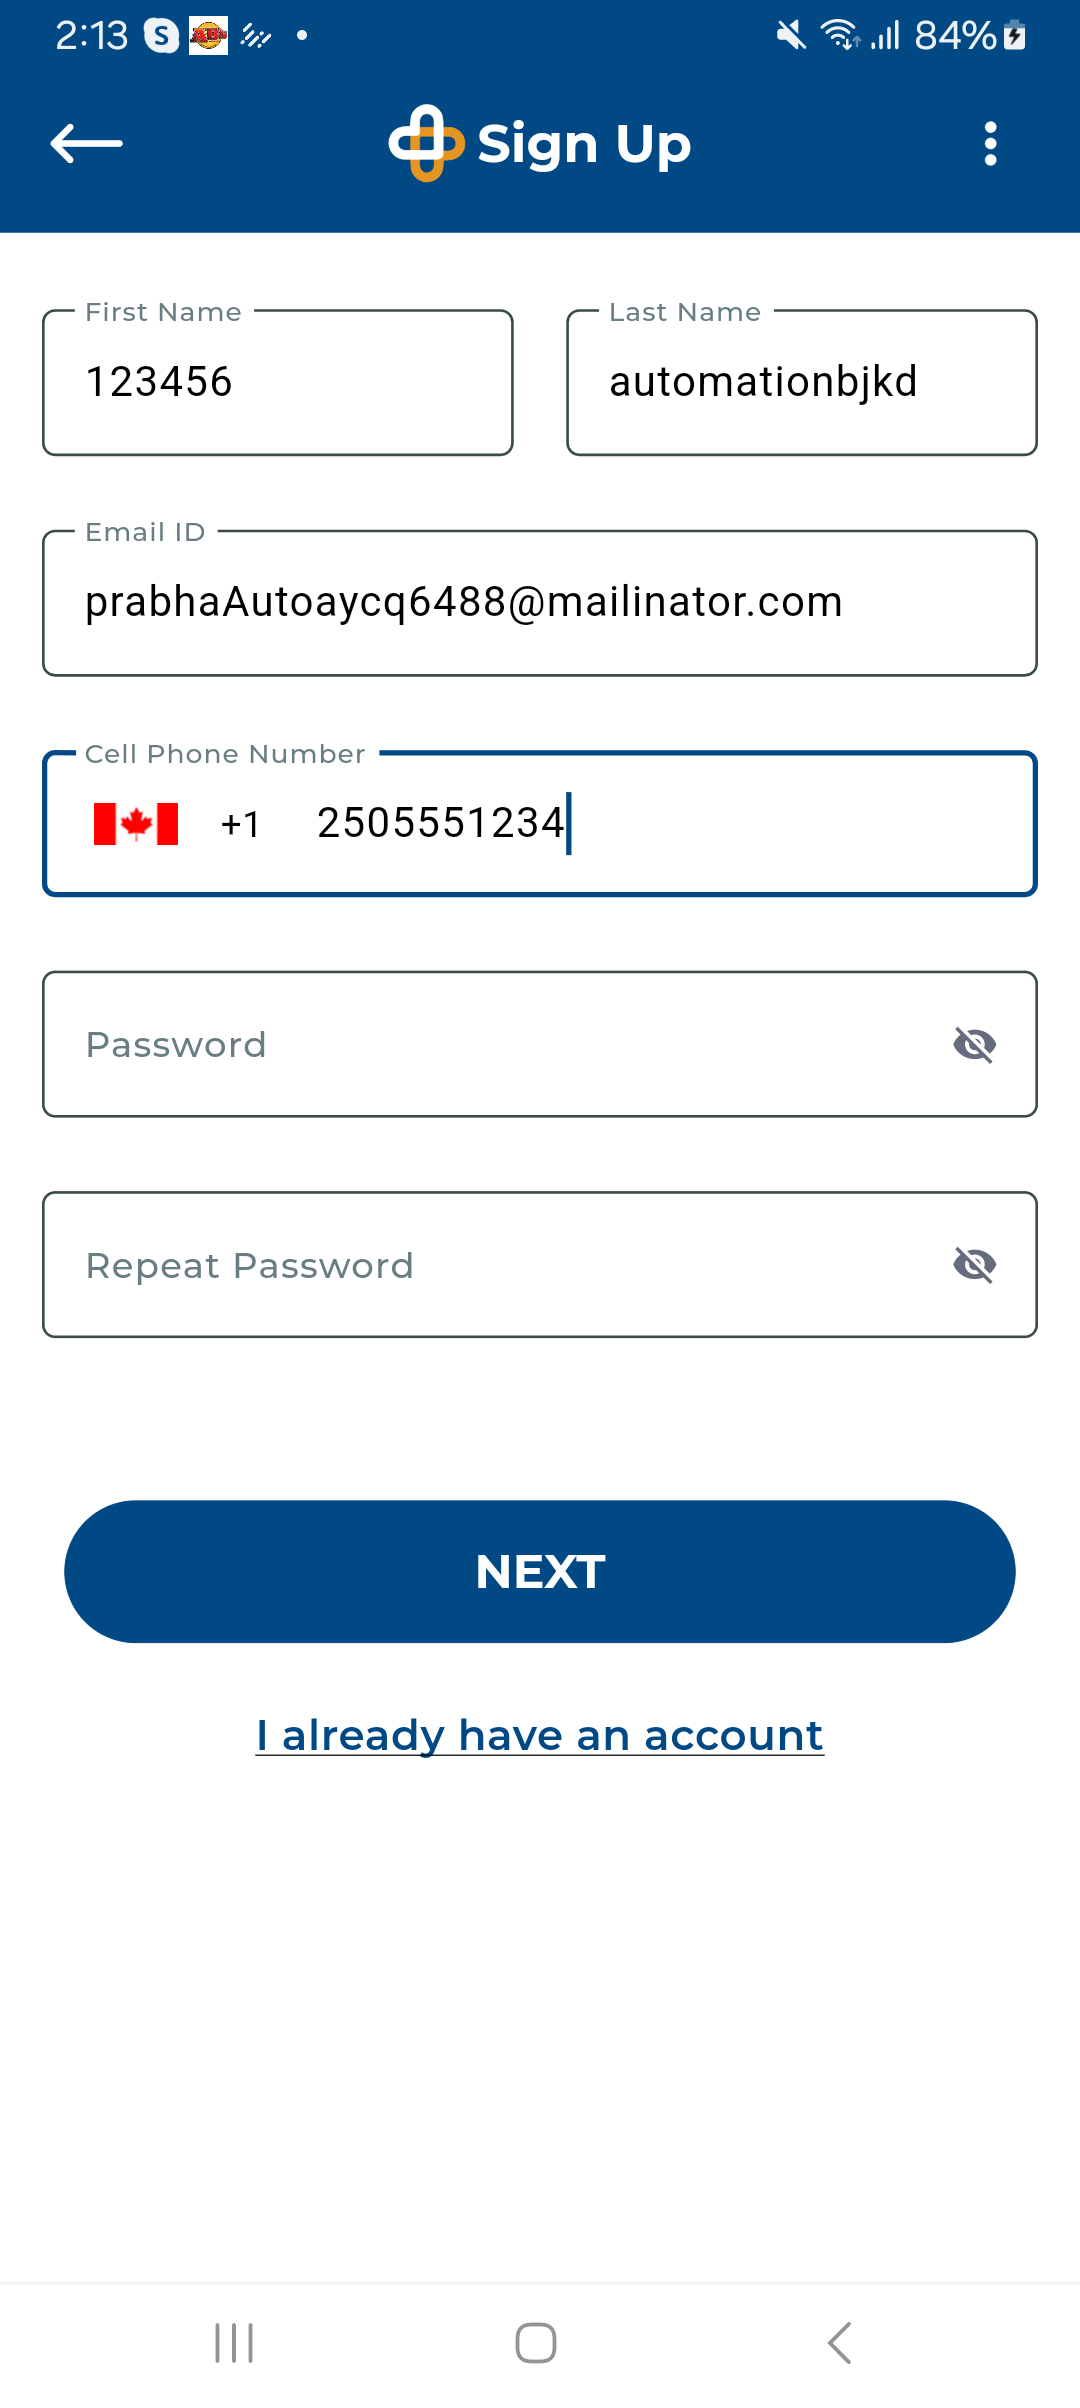 2:13 S AB's 84%
Sign Up
First Name Last Name
123456 automationbjkd
Email ID
prabhaAutoaycq6488@mailinator.com
Cell Phone Number
+1 2505551234
Password
Repeat Password
NEXT
I already have an account